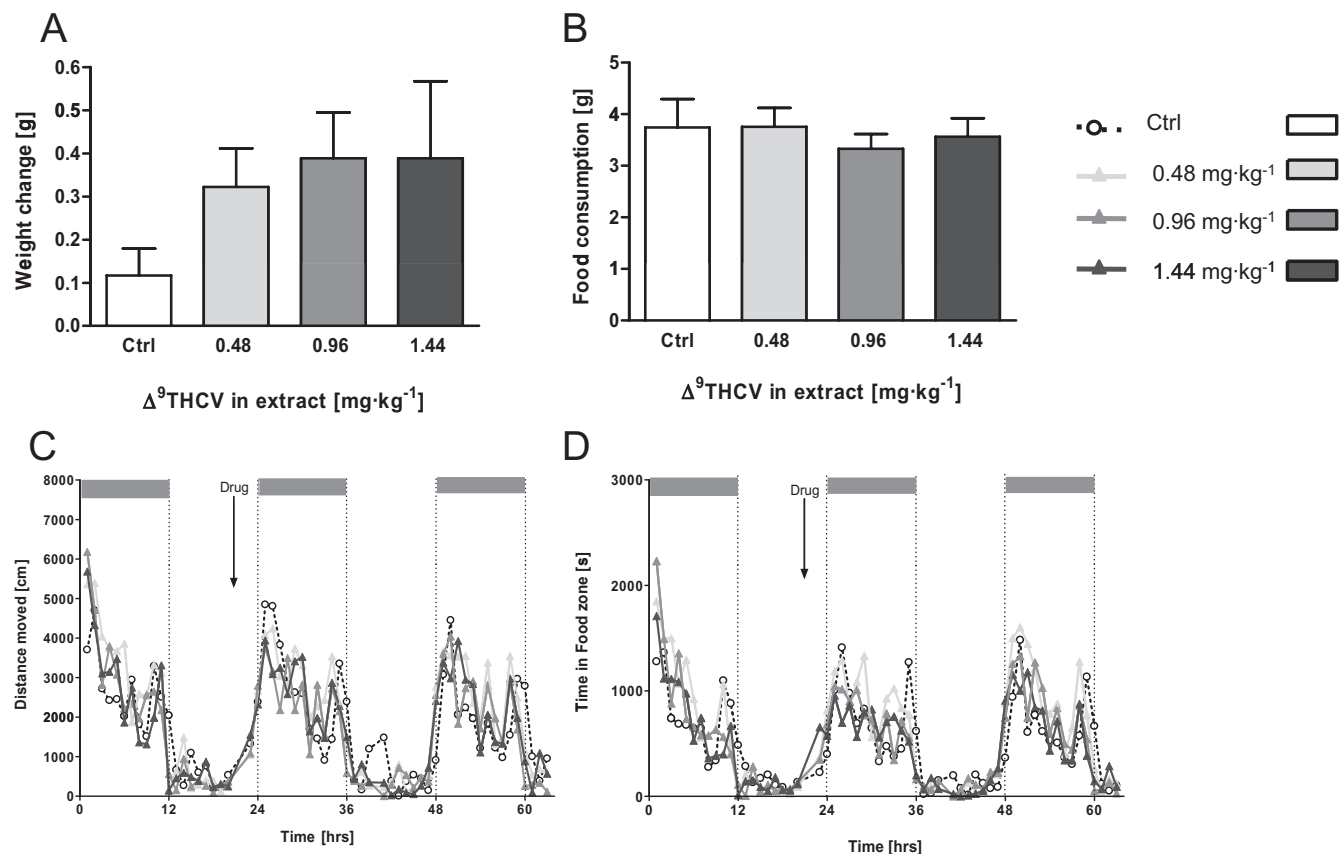 A
0.6
0.5
0.4
0.3
0.2
0.1
0.0
Weight change [g]
Ctrl 0.48 0.96 1.44
Δ⁹THCV in extract [mg·kg⁻¹]
B
5
4
3
2
1
0
Food consumption [g]
Ctrl 0.48 0.96 1.44
Δ⁹THCV in extract [mg·kg⁻¹]
Ctrl
0.48 mg·kg⁻¹
0.96 mg·kg⁻¹
1.44 mg·kg⁻¹
C
8000
7000
6000
5000
4000
3000
2000
1000
0
Distance moved [cm]
Drug
0 12 24 36 48 60
Time [hrs]
D
3000
2000
1000
0
Time in Food zone [s]
Drug
0 12 24 36 48 60
Time [hrs]